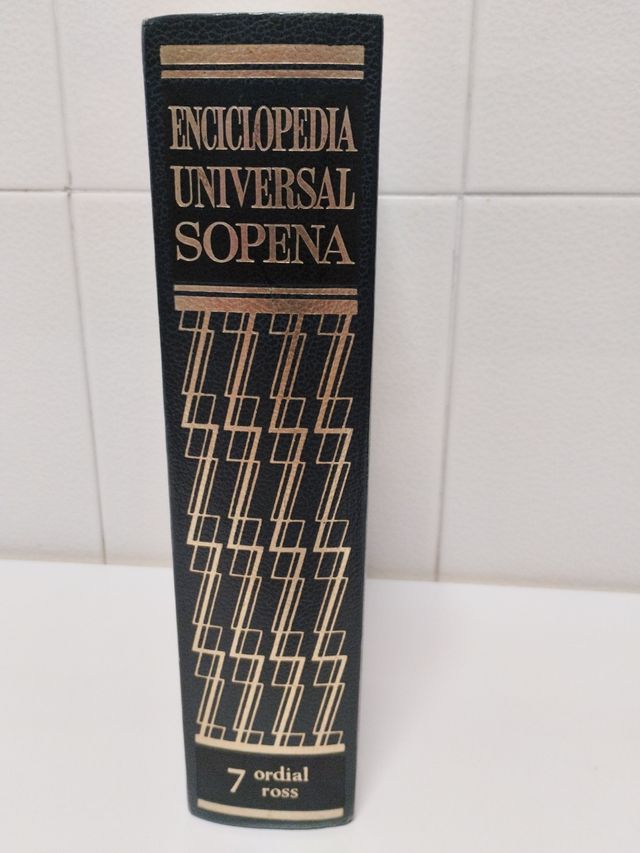 ENCICLOPEDIA
UNIVERSAL
SOPENA
7 ordial
ross